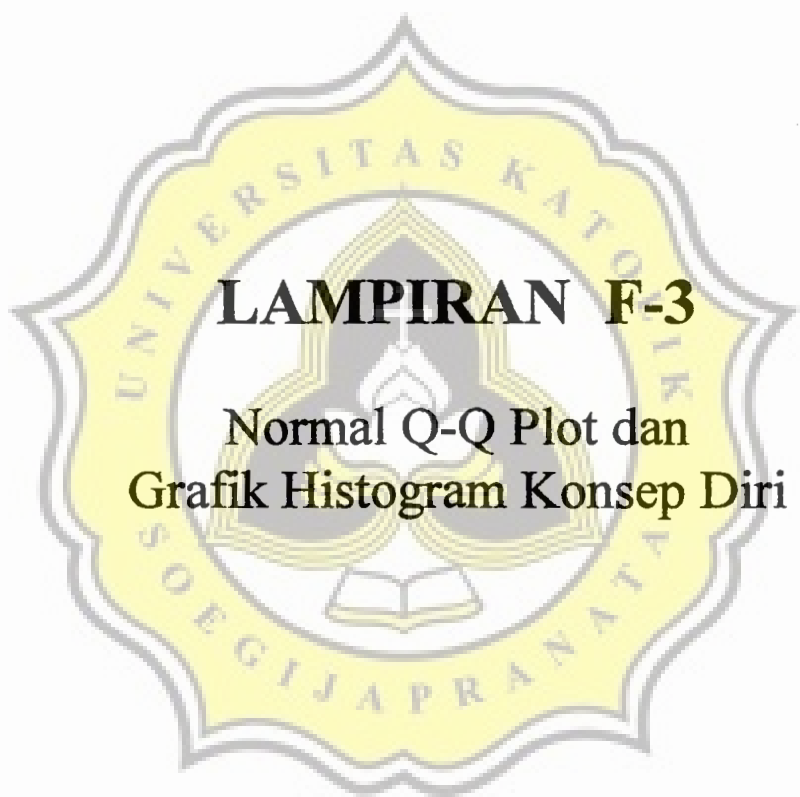 UNIVERSITAS KATOLIK
LAMPIRAN F-3
Normal Q-Q Plot dan
Grafik Histogram Konsep Diri
SOEGIJAPRANATA